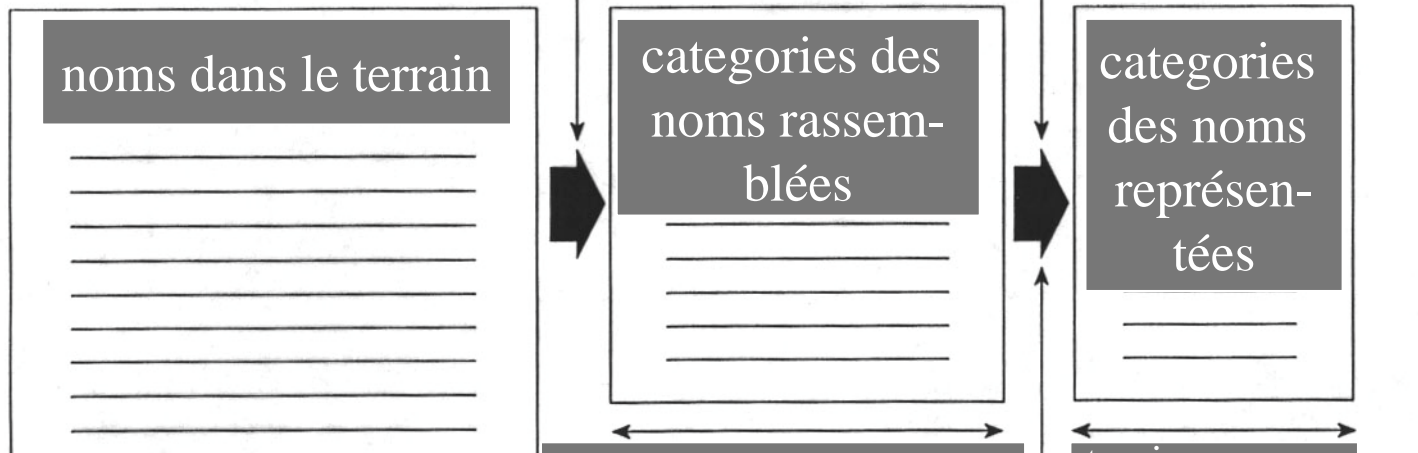 noms dans le terrain
categories des
noms rassem-
blées
categories
des noms
représen-
tées